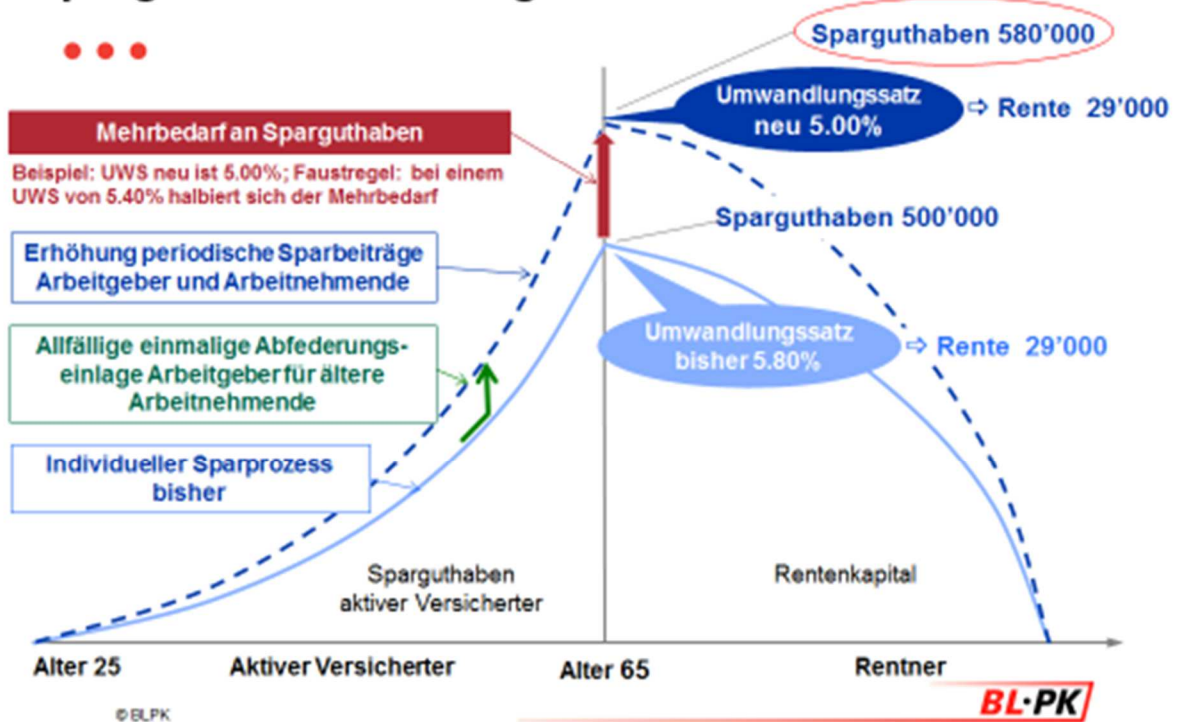 Sparguthaben 580’000
Umwandlungssatz
neu 5.00%
⇨ Rente 29’000
Mehrbedarf an Sparguthaben
Beispiel: UWS neu ist 5.00%; Faustregel: bei einem
UWS von 5.40% halbiert sich der Mehrbedarf
Sparguthaben 500’000
Erhöhung periodische Sparbeiträge
Arbeitgeber und Arbeitnehmende
Umwandlungssatz
bisher 5.80%
⇨ Rente 29’000
Allfällige einmalige Abfederungs-
einlage Arbeitgeber für ältere
Arbeitnehmende
Individueller Sparprozess
bisher
Sparguthaben
aktiver Versicherter
Rentenkapital
Alter 25
Aktiver Versicherter
Alter 65
Rentner
BL·PK
© BLPK